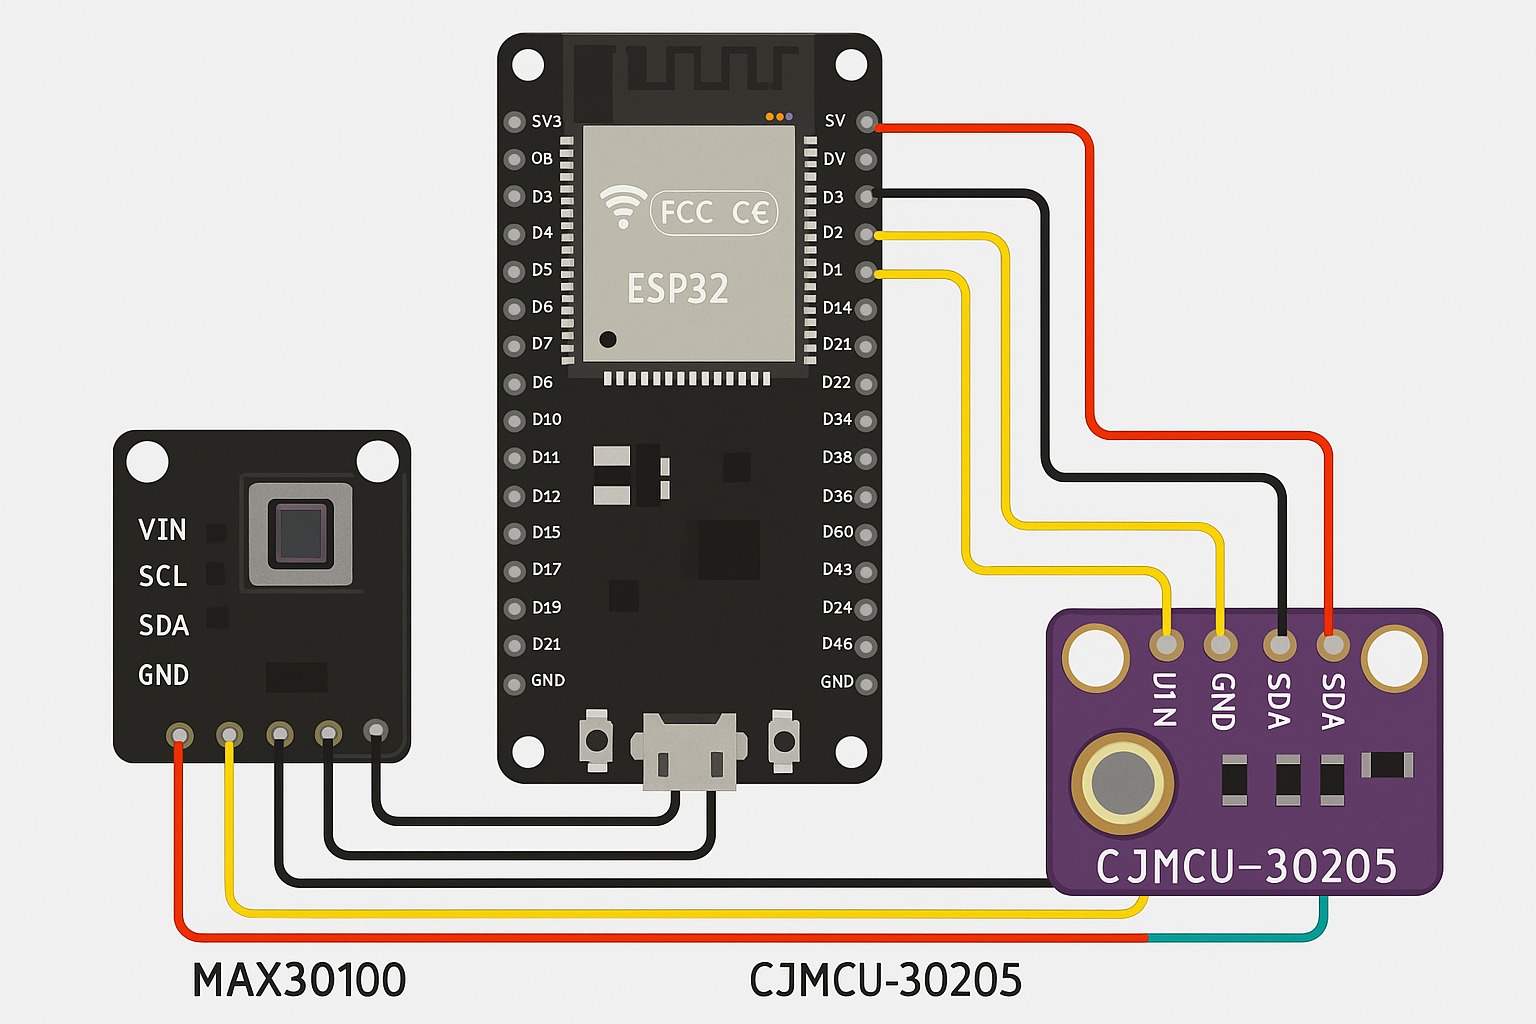 SV3
OB
D3
D4
D5
D6
D7
D6
D10
D11
D12
D15
D17
D19
D21
GND
FCC CE
ESP32
SV
DV
D3
D2
D1
D14
D21
D22
D34
D38
D36
D60
D43
D24
D46
GND
VIN
SCL
SDA
GND
U1N
GND
SDA
SDA
CJMCU-30205
MAX30100
CJMCU-30205